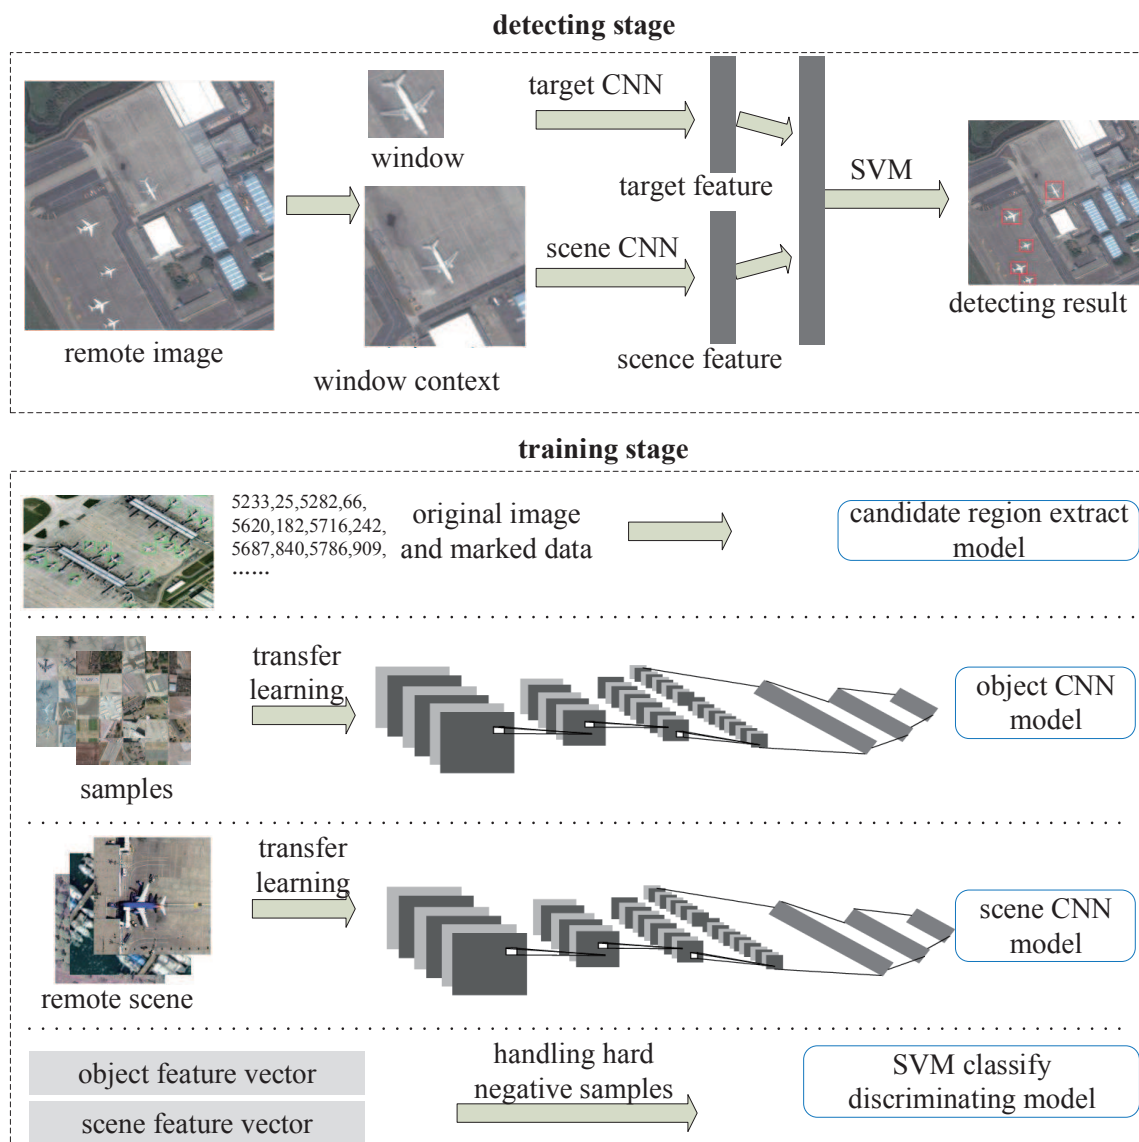 detecting stage
target CNN
window
target feature
SVM
scene CNN
remote image
window context
scence feature
detecting result
training stage
5233,25,5282,66,
5620,182,5716,242,
5687,840,5786,909,
......
original image
and marked data
candidate region extract
model
transfer
learning
samples
object CNN
model
transfer
learning
remote scene
scene CNN
model
object feature vector
scene feature vector
handling hard
negative samples
SVM classify
discriminating model